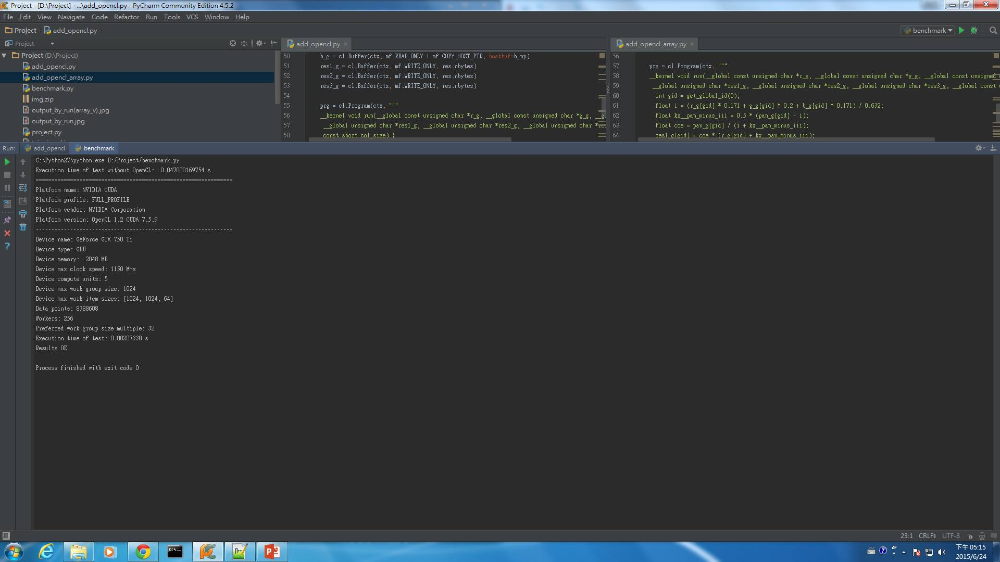 Project - [D:\Project] - ...\add_opencl.py - PyCharm Community Edition 4.5.2
File Edit View Navigate Code Refactor Run Tools VCS Window Help
Project add_opencl.py
benchmark
Project
Project (D:\Project)
add_opencl.py
add_opencl_array.py
benchmark.py
img.zip
output_by_run(array_v).jpg
output_by_run.jpg
project.py
add_opencl.py
50 b_g = cl.Buffer(ctx, mf.READ_ONLY | mf.COPY_HOST_PTR, hostbuf=b_np)
51 res1_g = cl.Buffer(ctx, mf.WRITE_ONLY, res.nbytes)
52 res2_g = cl.Buffer(ctx, mf.WRITE_ONLY, res.nbytes)
53 res3_g = cl.Buffer(ctx, mf.WRITE_ONLY, res.nbytes)
54
55 prg = cl.Program(ctx, """
56 __kernel void run(__global const unsigned char *r_g, __global const unsigned char *g_g, __g
57 __global unsigned char *res1_g, __global unsigned char *res2_g, __global unsigned char *res
58 const short col_size) {
add_opencl_array.py
56
57 prg = cl.Program(ctx, """
58 __kernel void run(__global const unsigned char *r_g, __global const unsigned char *g_g, __global const unsigned
59 __global unsigned char *res1_g, __global unsigned char *res2_g, __global unsigned char *res3_g, __global const
60 int gid = get_global_id(0);
61 float i = (r_g[gid] * 0.171 + g_g[gid] * 0.2 + b_g[gid] * 0.171) / 0.632;
62 float kx__pan_minus_iii = 0.5 * (pan_g[gid] - i);
63 float coe = pan_g[gid] / (i + kx__pan_minus_iii);
64 res1_g[gid] = coe * (r_g[gid] + kx__pan_minus_iii);
Run: add_opencl benchmark
C:\Python27\python.exe D:/Project/benchmark.py
Execution time of test without OpenCL:  0.047000169754 s
===============================================================
Platform name: NVIDIA CUDA
Platform profile: FULL_PROFILE
Platform vendor: NVIDIA Corporation
Platform version: OpenCL 1.2 CUDA 7.5.9
---------------------------------------------------------------
Device name: GeForce GTX 750 Ti
Device type: GPU
Device memory:  2048 MB
Device max clock speed: 1150 MHz
Device compute units: 5
Device max work group size: 1024
Device max work item sizes: [1024, 1024, 64]
Data points: 8388608
Workers: 256
Preferred work group size multiple: 32
Execution time of test: 0.00207338 s
Results OK
Process finished with exit code 0
23:1 CRLF UTF-8
下午 05:15
2015/6/24